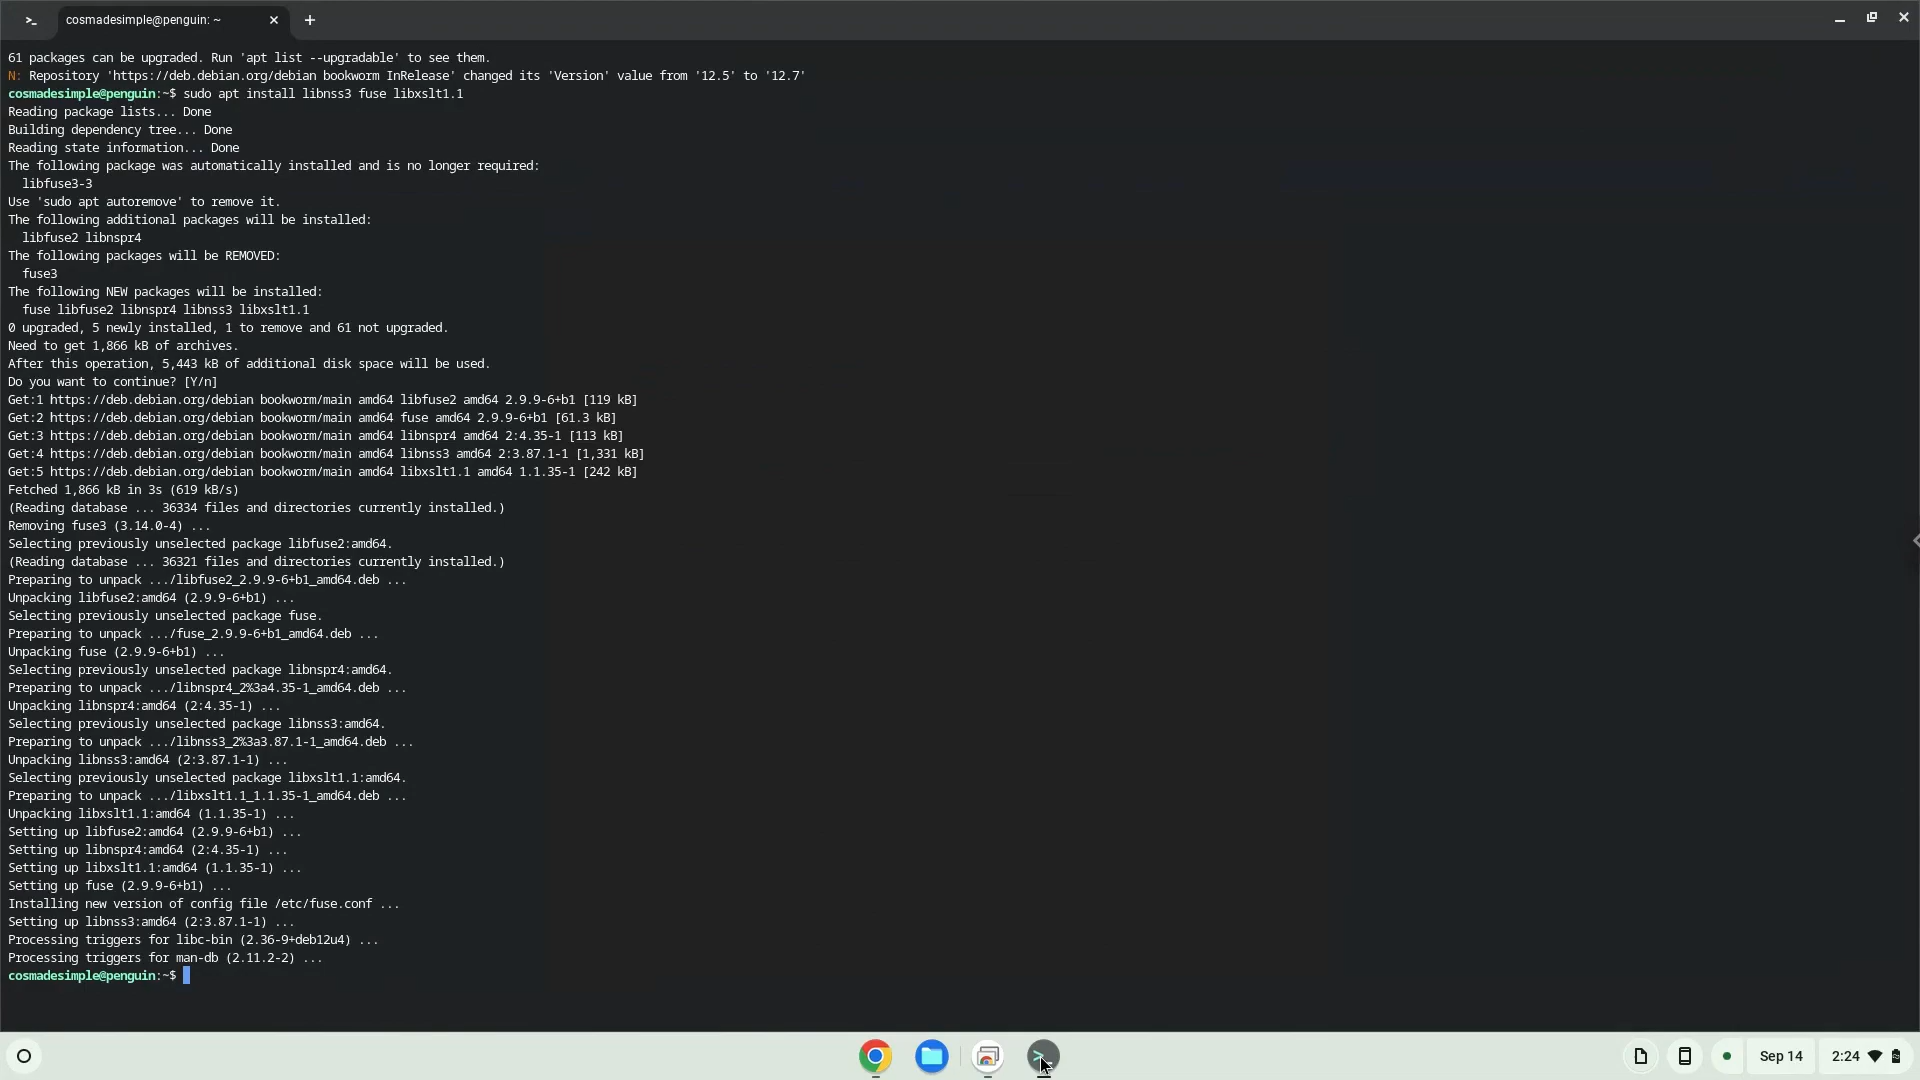 cosmadesimple@penguin: ~
61 packages can be upgraded. Run 'apt list --upgradable' to see them.
N: Repository 'https://deb.debian.org/debian bookworm InRelease' changed its 'Version' value from '12.5' to '12.7'
cosmadesimple@penguin:~$ sudo apt install libnss3 fuse libxslt1.1
Reading package lists... Done
Building dependency tree... Done
Reading state information... Done
The following package was automatically installed and is no longer required:
  libfuse3-3
Use 'sudo apt autoremove' to remove it.
The following additional packages will be installed:
  libfuse2 libnspr4
The following packages will be REMOVED:
  fuse3
The following NEW packages will be installed:
  fuse libfuse2 libnspr4 libnss3 libxslt1.1
0 upgraded, 5 newly installed, 1 to remove and 61 not upgraded.
Need to get 1,866 kB of archives.
After this operation, 5,443 kB of additional disk space will be used.
Do you want to continue? [Y/n]
Get:1 https://deb.debian.org/debian bookworm/main amd64 libfuse2 amd64 2.9.9-6+b1 [119 kB]
Get:2 https://deb.debian.org/debian bookworm/main amd64 fuse amd64 2.9.9-6+b1 [61.3 kB]
Get:3 https://deb.debian.org/debian bookworm/main amd64 libnspr4 amd64 2:4.35-1 [113 kB]
Get:4 https://deb.debian.org/debian bookworm/main amd64 libnss3 amd64 2:3.87.1-1 [1,331 kB]
Get:5 https://deb.debian.org/debian bookworm/main amd64 libxslt1.1 amd64 1.1.35-1 [242 kB]
Fetched 1,866 kB in 3s (619 kB/s)
(Reading database ... 36334 files and directories currently installed.)
Removing fuse3 (3.14.0-4) ...
Selecting previously unselected package libfuse2:amd64.
(Reading database ... 36321 files and directories currently installed.)
Preparing to unpack .../libfuse2_2.9.9-6+b1_amd64.deb ...
Unpacking libfuse2:amd64 (2.9.9-6+b1) ...
Selecting previously unselected package fuse.
Preparing to unpack .../fuse_2.9.9-6+b1_amd64.deb ...
Unpacking fuse (2.9.9-6+b1) ...
Selecting previously unselected package libnspr4:amd64.
Preparing to unpack .../libnspr4_2%3a4.35-1_amd64.deb ...
Unpacking libnspr4:amd64 (2:4.35-1) ...
Selecting previously unselected package libnss3:amd64.
Preparing to unpack .../libnss3_2%3a3.87.1-1_amd64.deb ...
Unpacking libnss3:amd64 (2:3.87.1-1) ...
Selecting previously unselected package libxslt1.1:amd64.
Preparing to unpack .../libxslt1.1_1.1.35-1_amd64.deb ...
Unpacking libxslt1.1:amd64 (1.1.35-1) ...
Setting up libfuse2:amd64 (2.9.9-6+b1) ...
Setting up libnspr4:amd64 (2:4.35-1) ...
Setting up libxslt1.1:amd64 (1.1.35-1) ...
Setting up fuse (2.9.9-6+b1) ...
Installing new version of config file /etc/fuse.conf ...
Setting up libnss3:amd64 (2:3.87.1-1) ...
Processing triggers for libc-bin (2.36-9+deb12u4) ...
Processing triggers for man-db (2.11.2-2) ...
cosmadesimple@penguin:~$
Sep 14
2:24